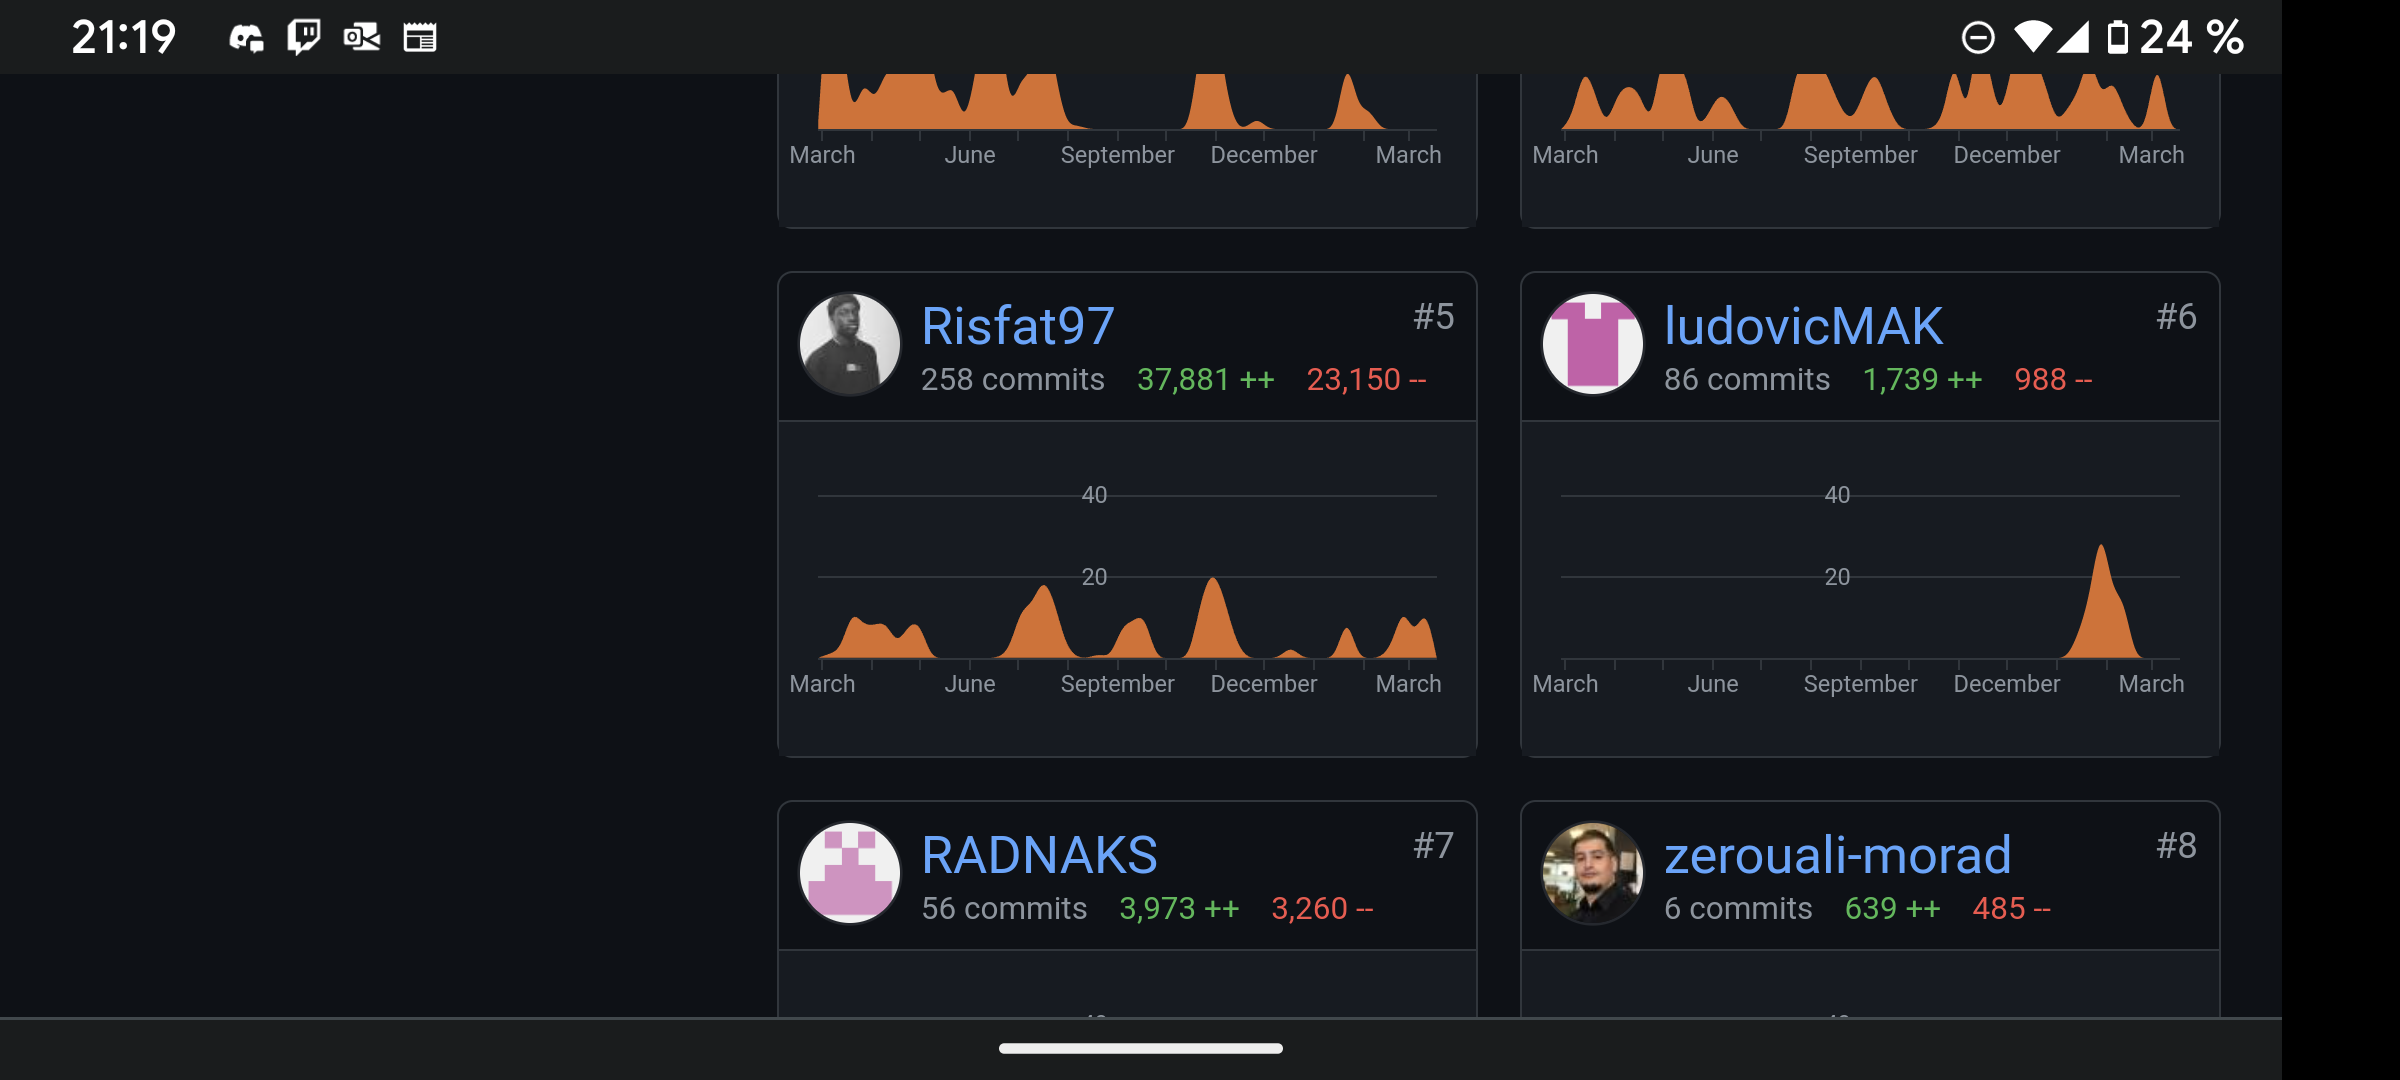 21:19 24 %
March June September December March
March June September December March
Risfat97 #5
258 commits 37,881 ++ 23,150 --
40
20
March June September December March
ludovicMAK #6
86 commits 1,739 ++ 988 --
40
20
March June September December March
RADNAKS #7
56 commits 3,973 ++ 3,260 --
zerouali-morad #8
6 commits 639 ++ 485 --